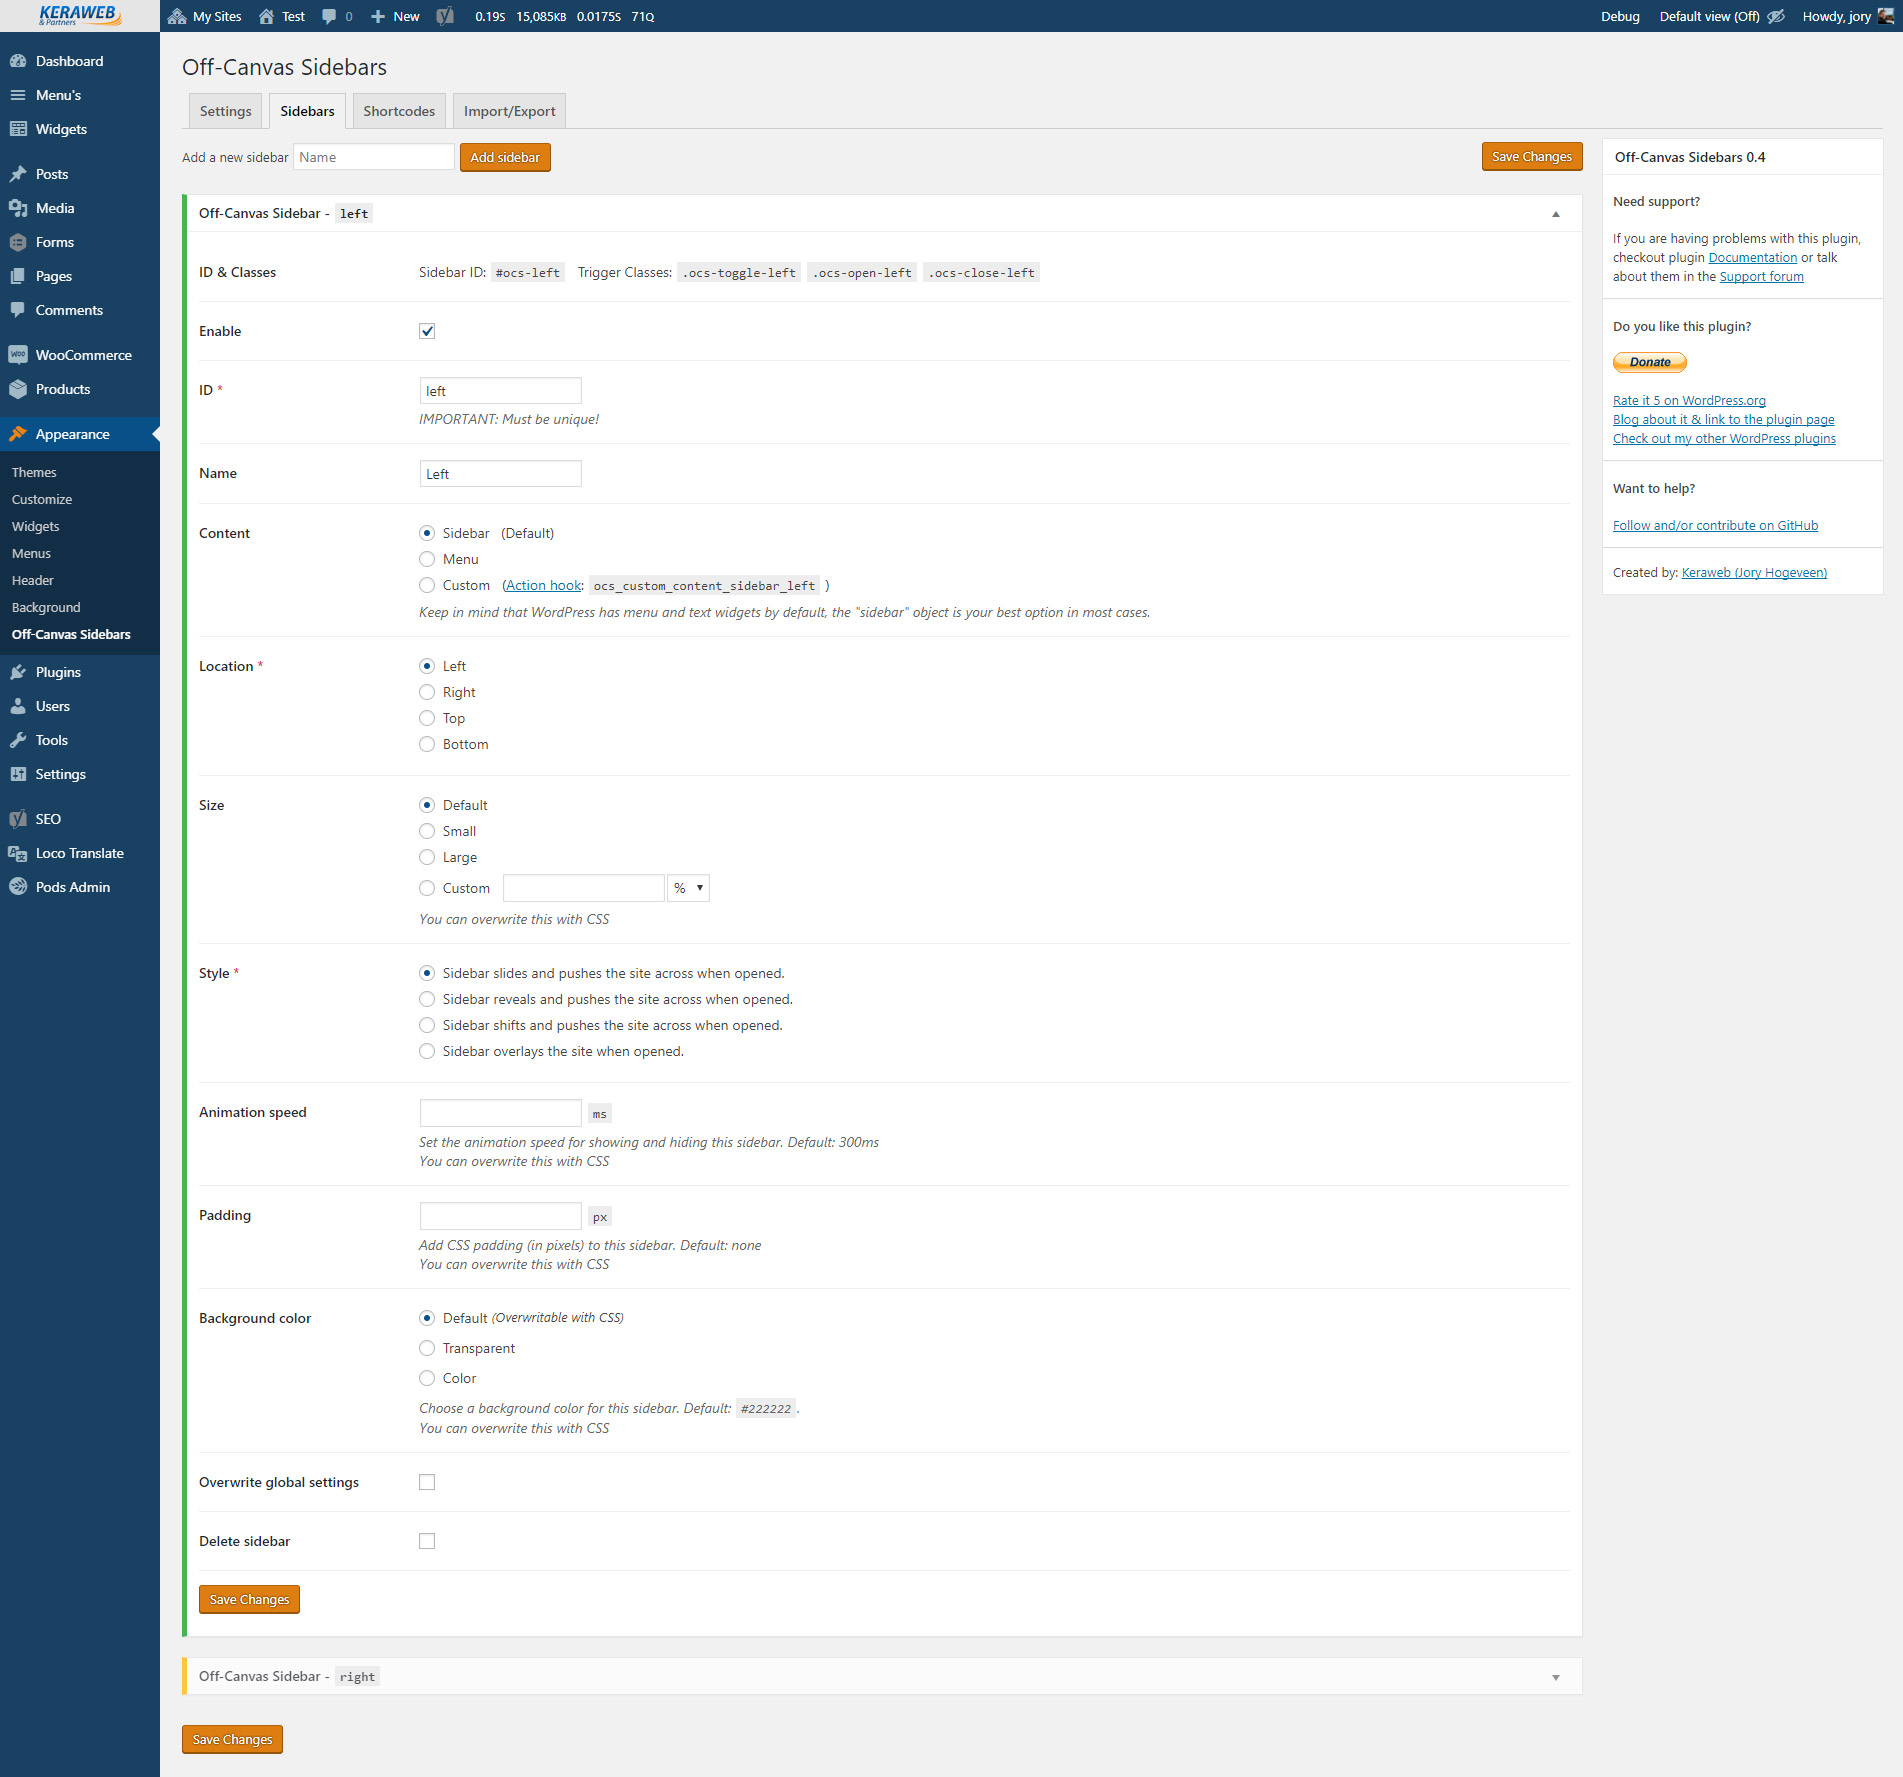 KERAWEB
& Partners
My Sites
Test
0
New
0.19s 15,085KB 0.0175s 71Q
Debug
Default view (Off)
Howdy, jory
Dashboard
Menu's
Widgets
Posts
Media
Forms
Pages
Comments
WooCommerce
Products
Appearance
Themes
Customize
Widgets
Menus
Header
Background
Off-Canvas Sidebars
Plugins
Users
Tools
Settings
SEO
Loco Translate
Pods Admin
Off-Canvas Sidebars
Settings
Sidebars
Shortcodes
Import/Export
Add a new sidebar Name Add sidebar
Save Changes
Off-Canvas Sidebar - left
ID & Classes
Sidebar ID: #ocs-left Trigger Classes: .ocs-toggle-left .ocs-open-left .ocs-close-left
Enable
ID *
left
IMPORTANT: Must be unique!
Name
Left
Content
Sidebar (Default)
Menu
Custom (Action hook: ocs_custom_content_sidebar_left )
Keep in mind that WordPress has menu and text widgets by default, the "sidebar" object is your best option in most cases.
Location *
Left
Right
Top
Bottom
Size
Default
Small
Large
Custom %
You can overwrite this with CSS
Style *
Sidebar slides and pushes the site across when opened.
Sidebar reveals and pushes the site across when opened.
Sidebar shifts and pushes the site across when opened.
Sidebar overlays the site when opened.
Animation speed
ms
Set the animation speed for showing and hiding this sidebar. Default: 300ms
You can overwrite this with CSS
Padding
px
Add CSS padding (in pixels) to this sidebar. Default: none
You can overwrite this with CSS
Background color
Default (Overwritable with CSS)
Transparent
Color
Choose a background color for this sidebar. Default: #222222 .
You can overwrite this with CSS
Overwrite global settings
Delete sidebar
Save Changes
Off-Canvas Sidebar - right
Save Changes
Off-Canvas Sidebars 0.4
Need support?
If you are having problems with this plugin,
checkout plugin Documentation or talk
about them in the Support forum
Do you like this plugin?
Donate
Rate it 5 on WordPress.org
Blog about it & link to the plugin page
Check out my other WordPress plugins
Want to help?
Follow and/or contribute on GitHub
Created by: Keraweb (Jory Hogeveen)